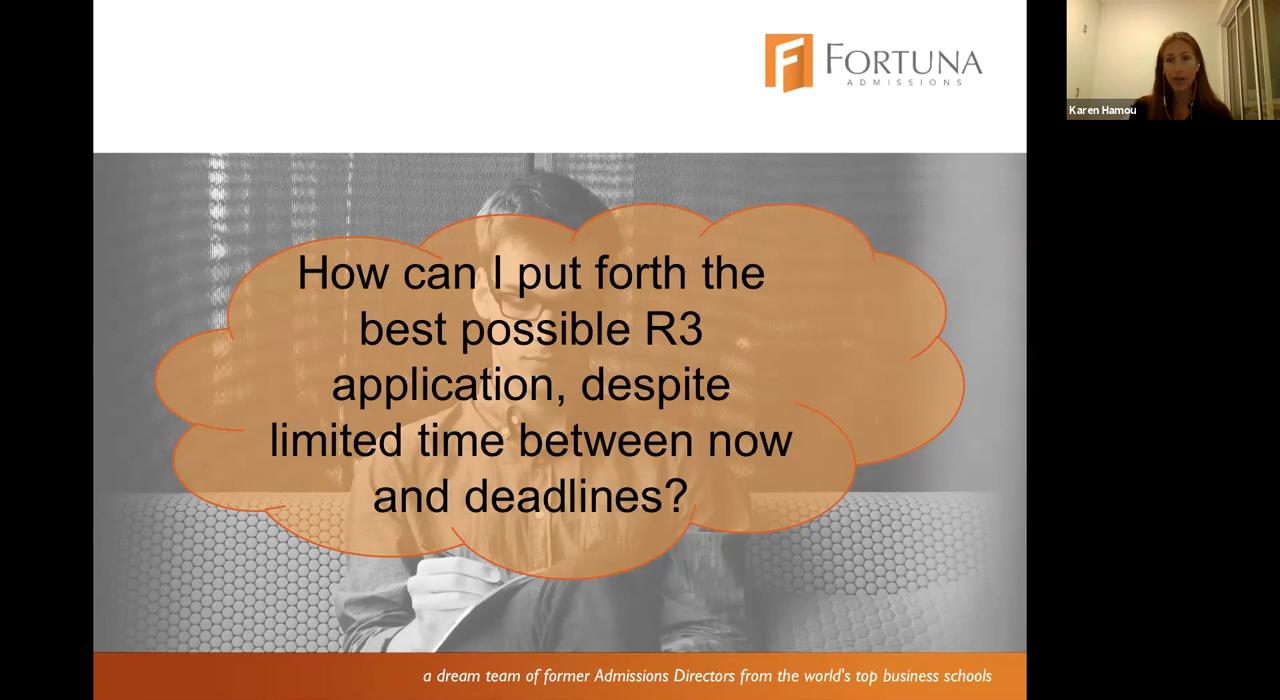 FORTUNA
ADMISSIONS
Karen Hamou
How can I put forth the
best possible R3
application, despite
limited time between now
and deadlines?
a dream team of former Admissions Directors from the world's top business schools